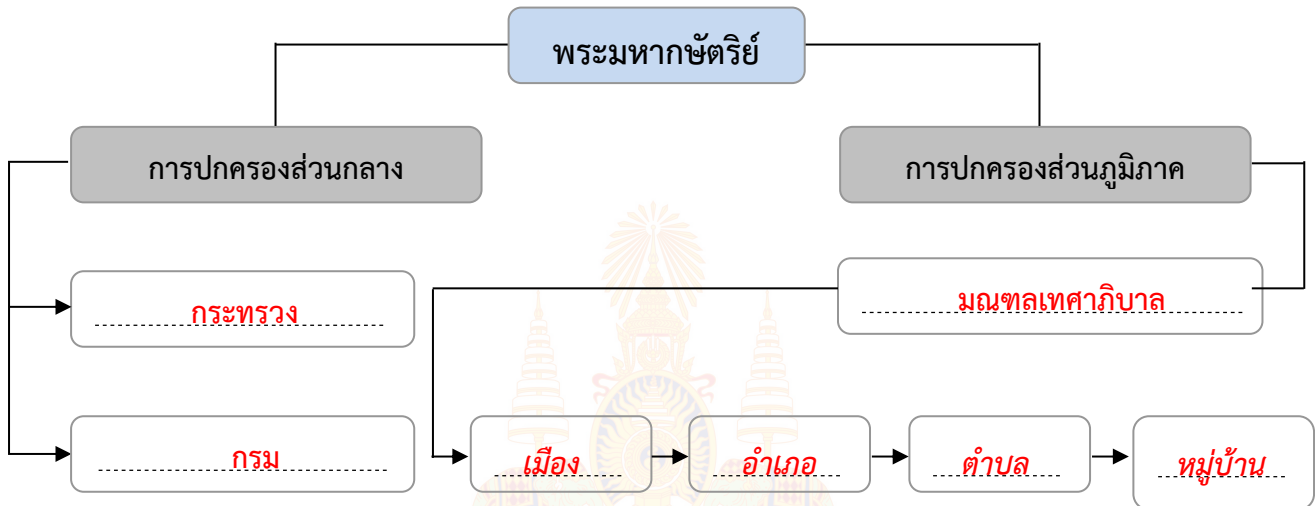 พระมหากษัตริย์
การปกครองส่วนกลาง
การปกครองส่วนภูมิภาค
กระทรวง
มณฑลเทศาภิบาล
กรม
เมือง
อำเภอ
ตำบล
หมู่บ้าน